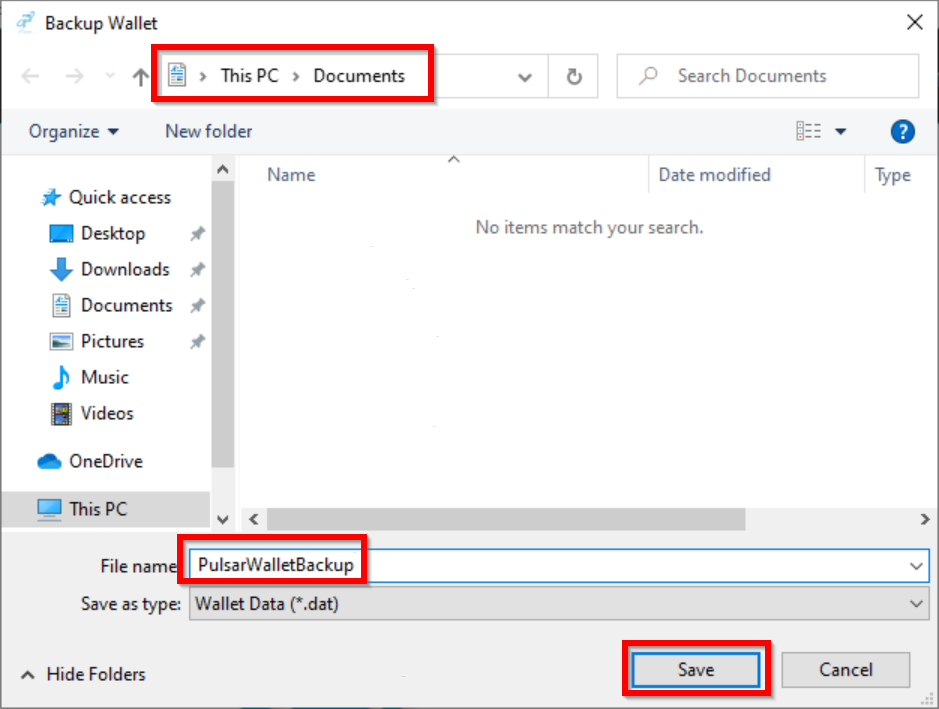 Backup Wallet
This PC > Documents
Search Documents
Organize
New folder
?
Name
Date modified
Type
No items match your search.
Quick access
Desktop
Downloads
Documents
Pictures
Music
Videos
OneDrive
This PC
File name
PulsarWalletBackup
Save as type: Wallet Data (*.dat)
Hide Folders
Save
Cancel